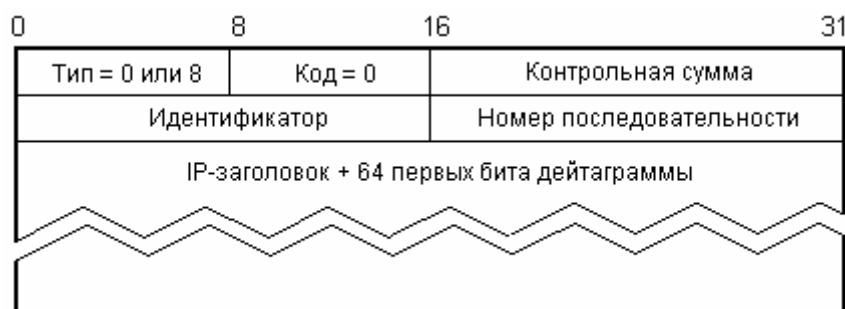 0 8 16 31
Тип = 0 или 8 Код = 0 Контрольная сумма
Идентификатор Номер последовательности
IP-заголовок + 64 первых бита дейтаграммы